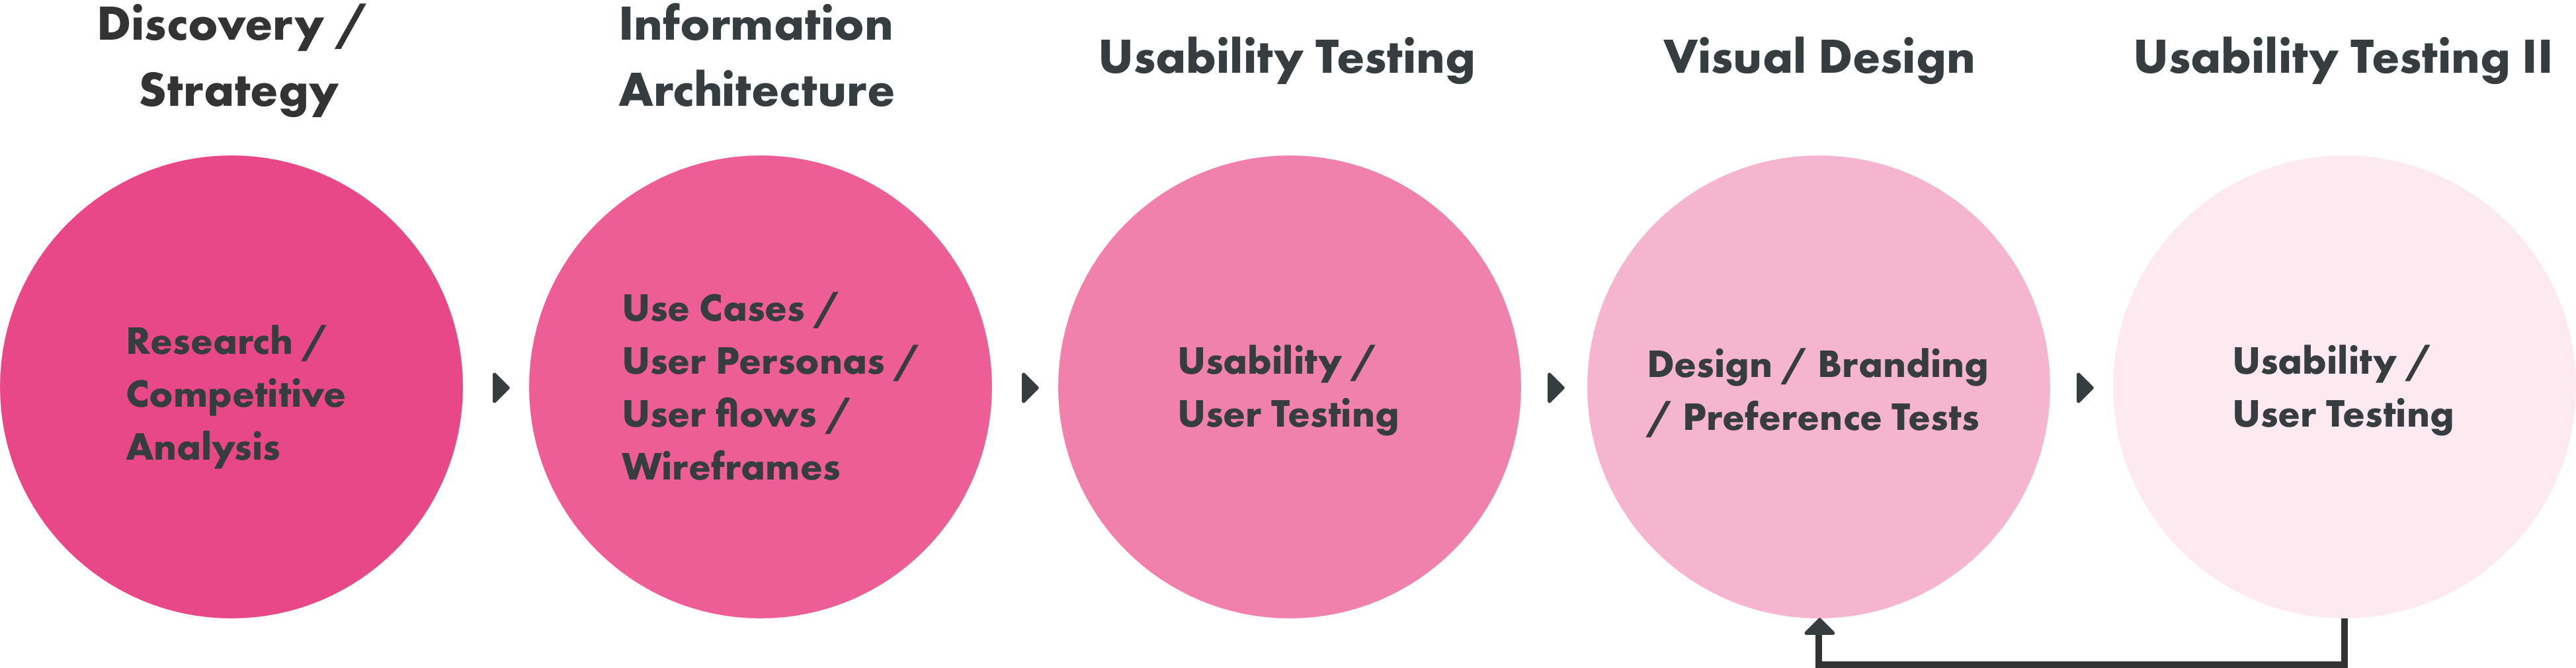 Discovery /
Strategy
Information
Architecture
Usability Testing
Visual Design
Usability Testing II
Research /
Competitive
Analysis
Use Cases /
User Personas /
User flows /
Wireframes
Usability /
User Testing
Design / Branding
/ Preference Tests
Usability /
User Testing